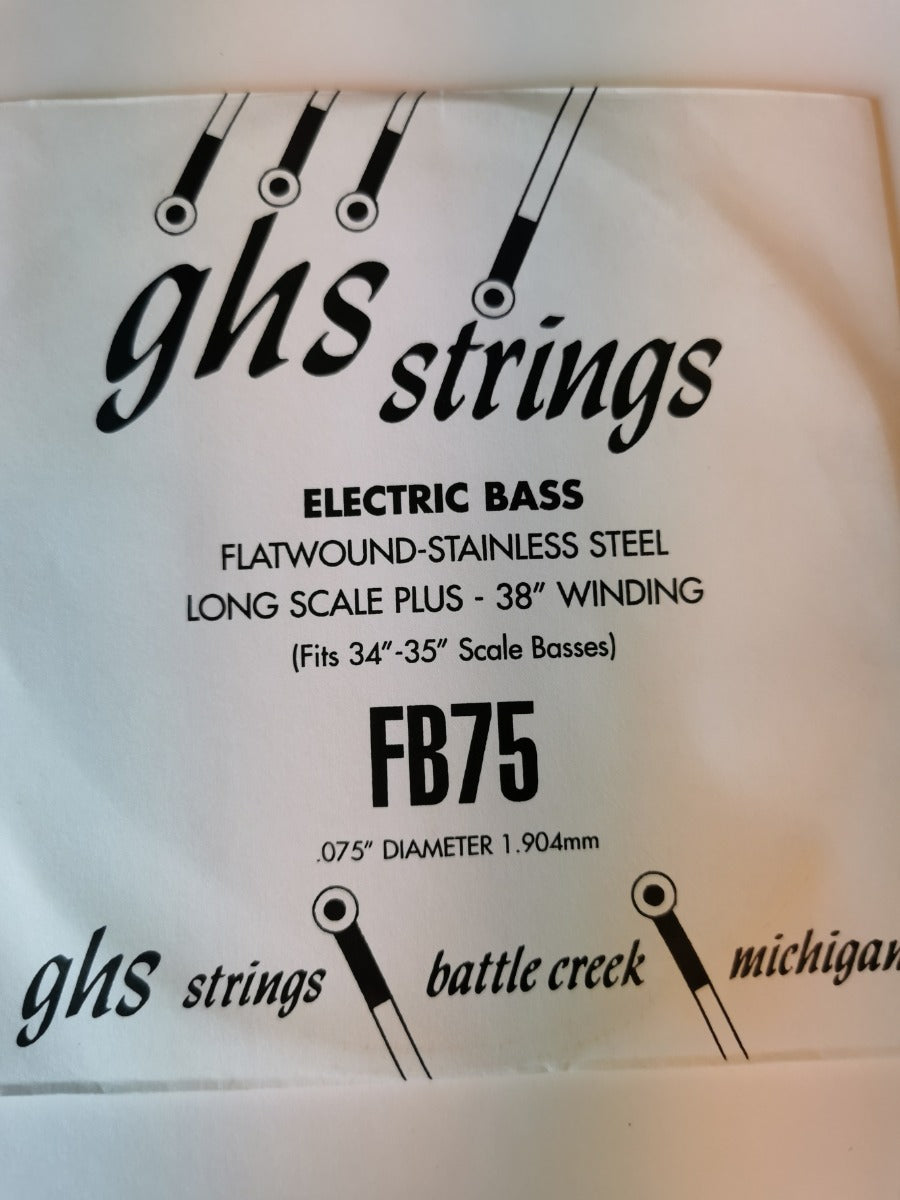 ghs strings
ELECTRIC BASS
FLATWOUND-STAINLESS STEEL
LONG SCALE PLUS - 38" WINDING
(Fits 34"-35" Scale Basses)
FB75
.075" DIAMETER 1.904mm
ghs strings battle creek michigan